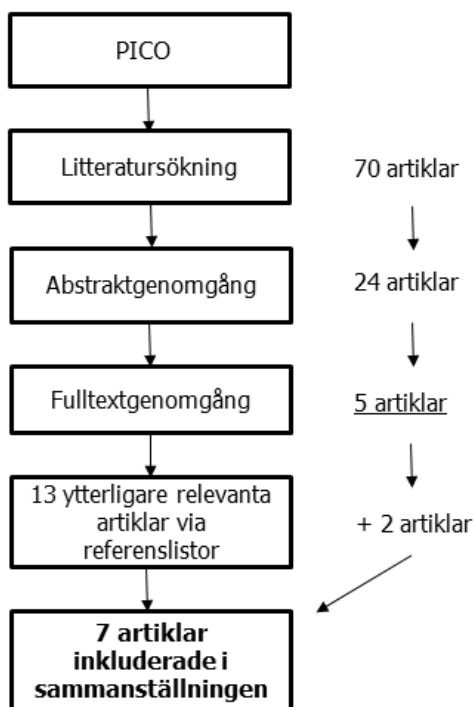 PICO
Litteratursökning
70 artiklar
Abstraktgenomgång
24 artiklar
Fulltextgenomgång
5 artiklar
13 ytterligare relevanta
artiklar via
referenslistor
+ 2 artiklar
7 artiklar
inkluderade i
sammanställningen